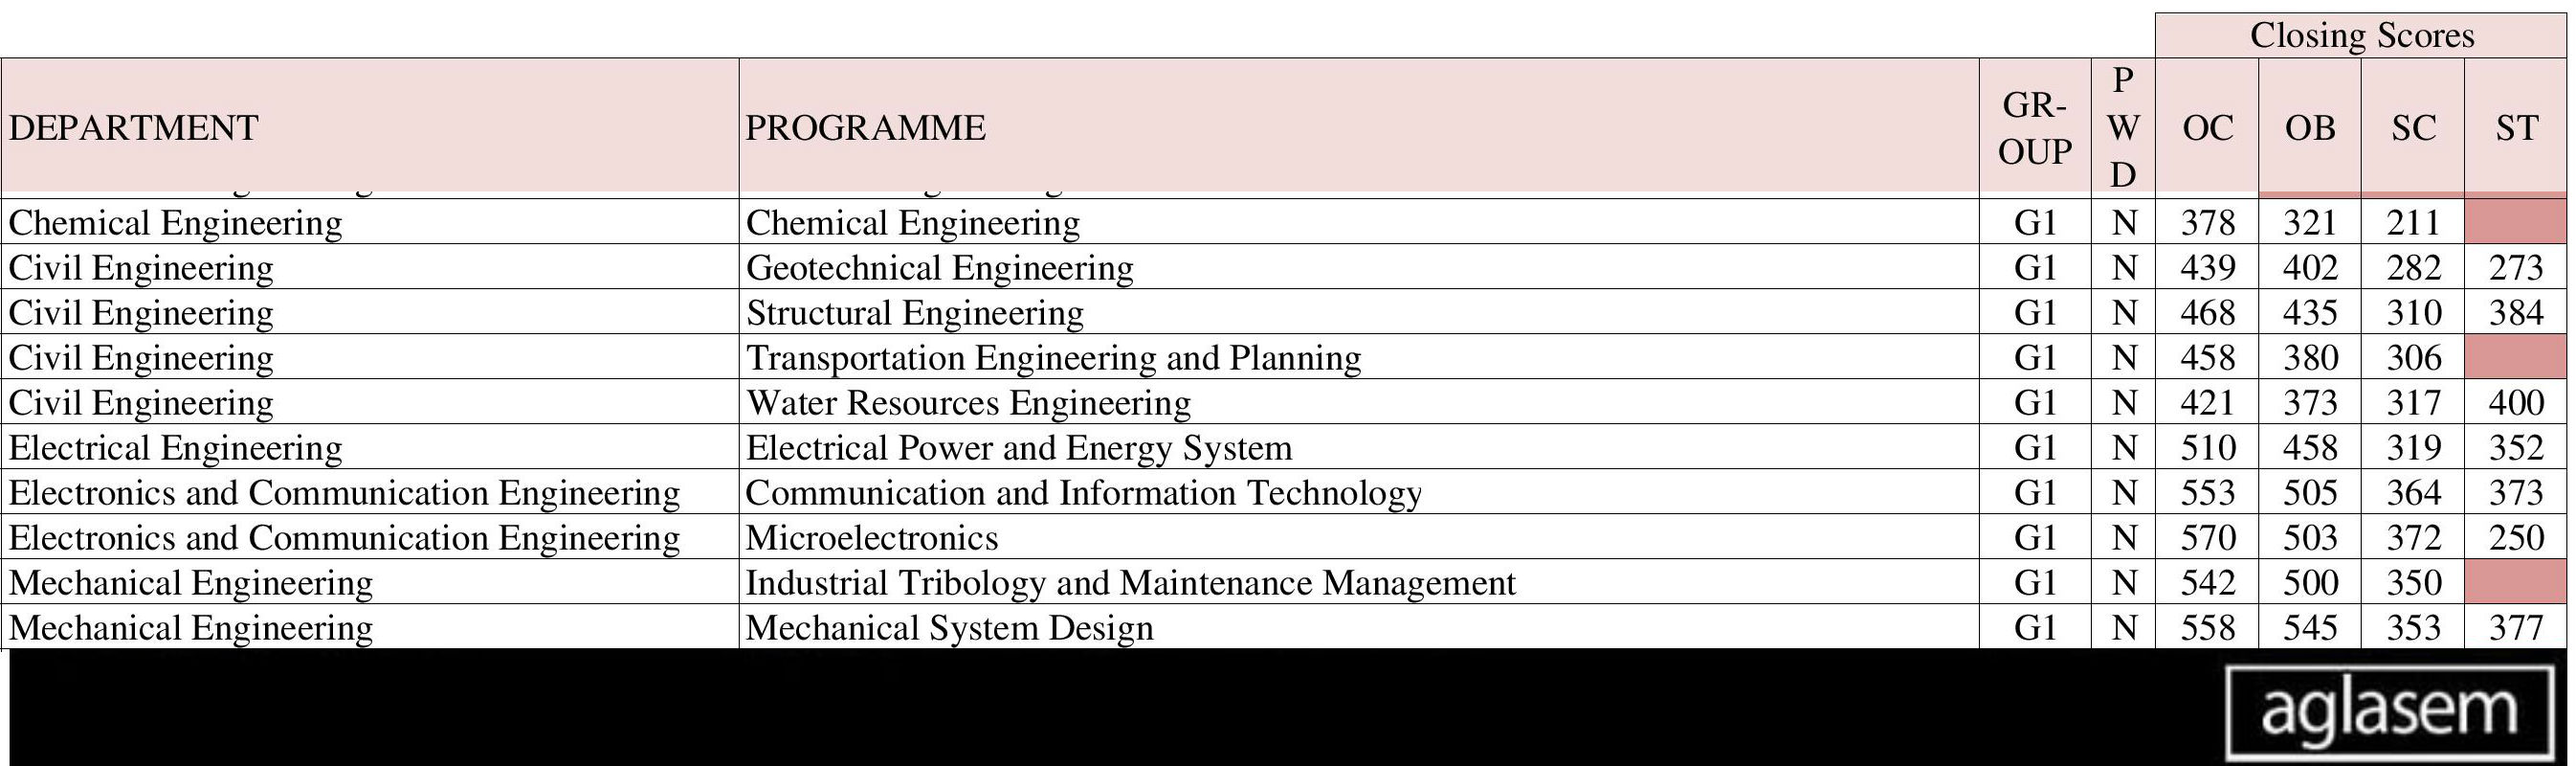 Closing Scores
DEPARTMENT PROGRAMME GR-OUP PWD OC OB SC ST
Chemical Engineering Chemical Engineering G1 N 378 321 211
Civil Engineering Geotechnical Engineering G1 N 439 402 282 273
Civil Engineering Structural Engineering G1 N 468 435 310 384
Civil Engineering Transportation Engineering and Planning G1 N 458 380 306
Civil Engineering Water Resources Engineering G1 N 421 373 317 400
Electrical Engineering Electrical Power and Energy System G1 N 510 458 319 352
Electronics and Communication Engineering Communication and Information Technology G1 N 553 505 364 373
Electronics and Communication Engineering Microelectronics G1 N 570 503 372 250
Mechanical Engineering Industrial Tribology and Maintenance Management G1 N 542 500 350
Mechanical Engineering Mechanical System Design G1 N 558 545 353 377
aglasem